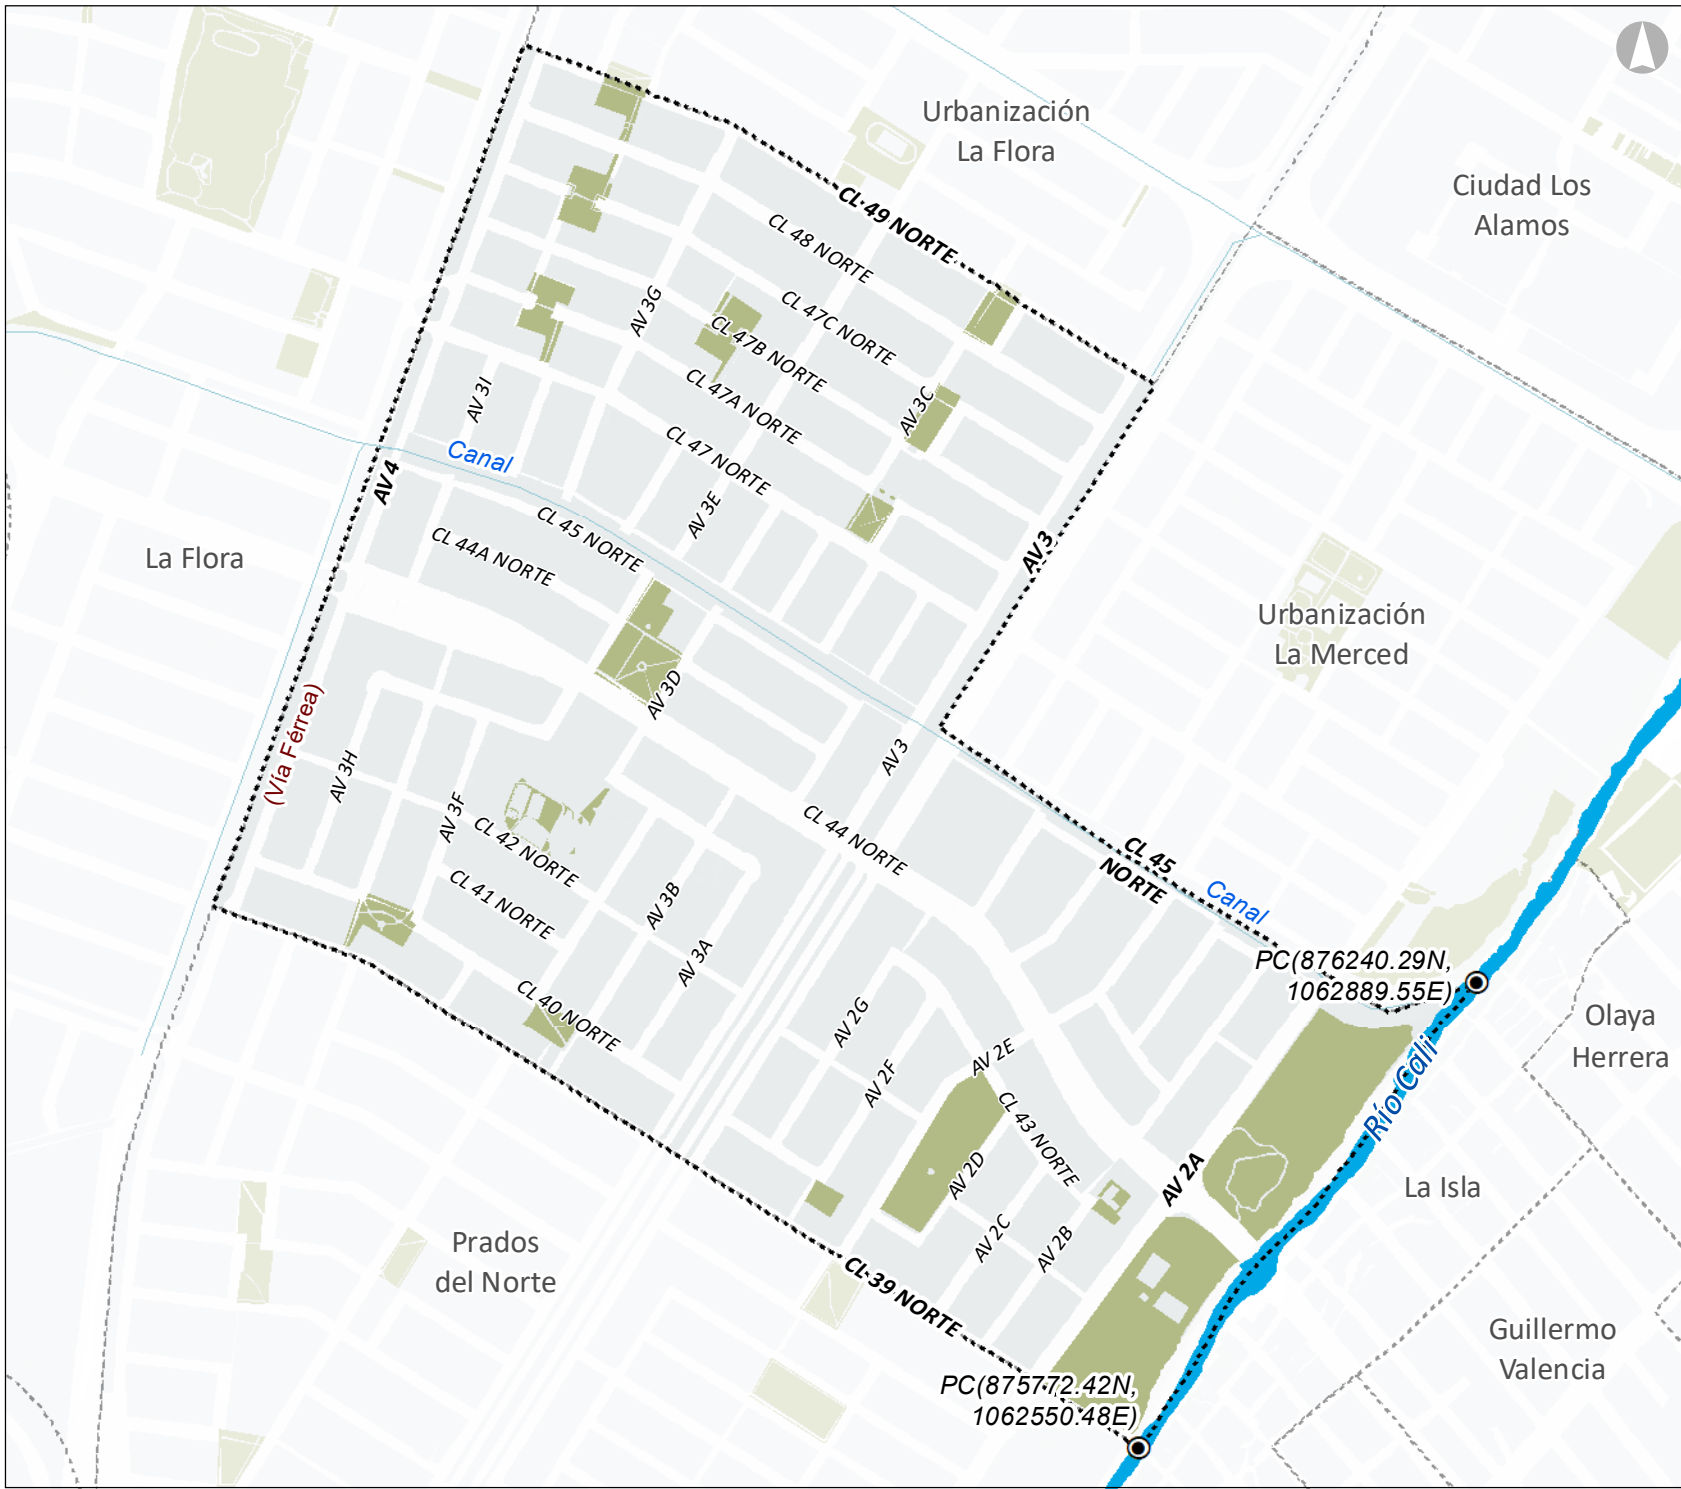 Urbanización
La Flora
Ciudad Los
Alamos
CL 49 NORTE
CL 48 NORTE
CL 47C NORTE
AV 3G
CL 47B NORTE
CL 47A NORTE
AV 3I
AV 3C
CL 47 NORTE
Canal
AV 4
AV 3E
CL 45 NORTE
CL 44A NORTE
AV 3
La Flora
Urbanización
La Merced
AV 3D
(Vía Férrea)
AV 3H
AV 3
AV 3F
CL 44 NORTE
CL 42 NORTE
CL 45
NORTE
CL 41 NORTE
AV 3B
Canal
AV 3A
PC(876240.29N,
1062889.55E)
CL 40 NORTE
AV 2G
Olaya
Herrera
AV 2E
AV 2F
Río Cali
CL 43 NORTE
AV 2D
AV 2A
La Isla
AV 2C
AV 2B
Prados
del Norte
CL 39 NORTE
Guillermo
Valencia
PC(875772.42N,
1062550.48E)